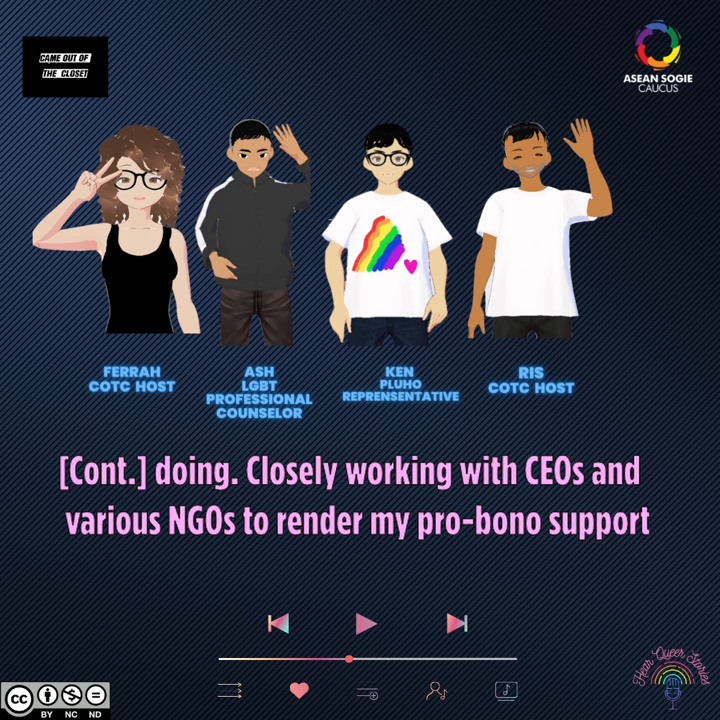 CAME OUT OF
THE CLOSET
ASEAN SOGIE
CAUCUS
FERRAH
COTC HOST
ASH
LGBT
PROFESSIONAL
COUNSELOR
KEN
PLUHO
REPRENSENTATIVE
RIS
COTC HOST
[Cont.] doing. Closely working with CEOs and
various NGOs to render my pro-bono support
Hear Queer Stories
CC
BY NC ND